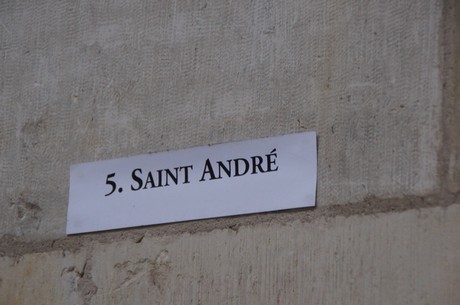 5. SAINT ANDRÉ